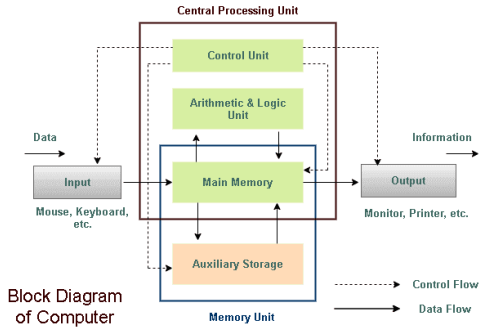 Central Processing Unit
Control Unit
Arithmetic & Logic
Unit
Data
Information
Input
Main Memory
Output
Mouse, Keyboard,
etc.
Monitor, Printer, etc.
Auxiliary Storage
Control Flow
Data Flow
Block Diagram
of Computer
Memory Unit